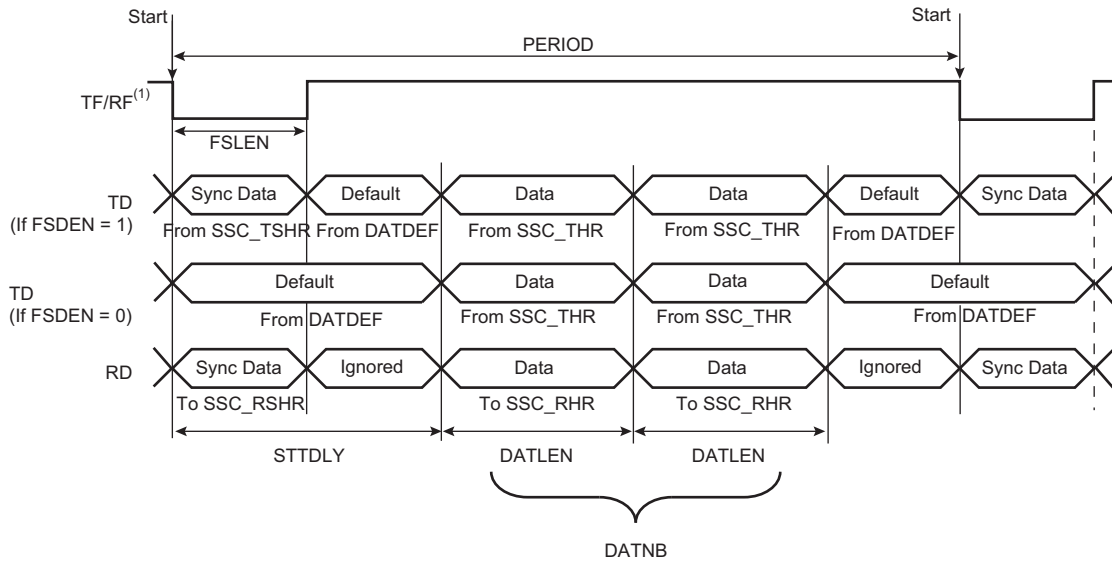 Start
Start
PERIOD
TF/RF(1)
FSLEN
TD
(If FSDEN = 1)
Sync Data
Default
Data
Data
Default
Sync Data
From SSC_TSHR
From DATDEF
From SSC_THR
From SSC_THR
From DATDEF
TD
(If FSDEN = 0)
Default
Data
Data
Default
From DATDEF
From SSC_THR
From SSC_THR
From DATDEF
RD
Sync Data
Ignored
Data
Data
Ignored
Sync Data
To SSC_RSHR
To SSC_RHR
To SSC_RHR
STTDLY
DATLEN
DATLEN
DATNB